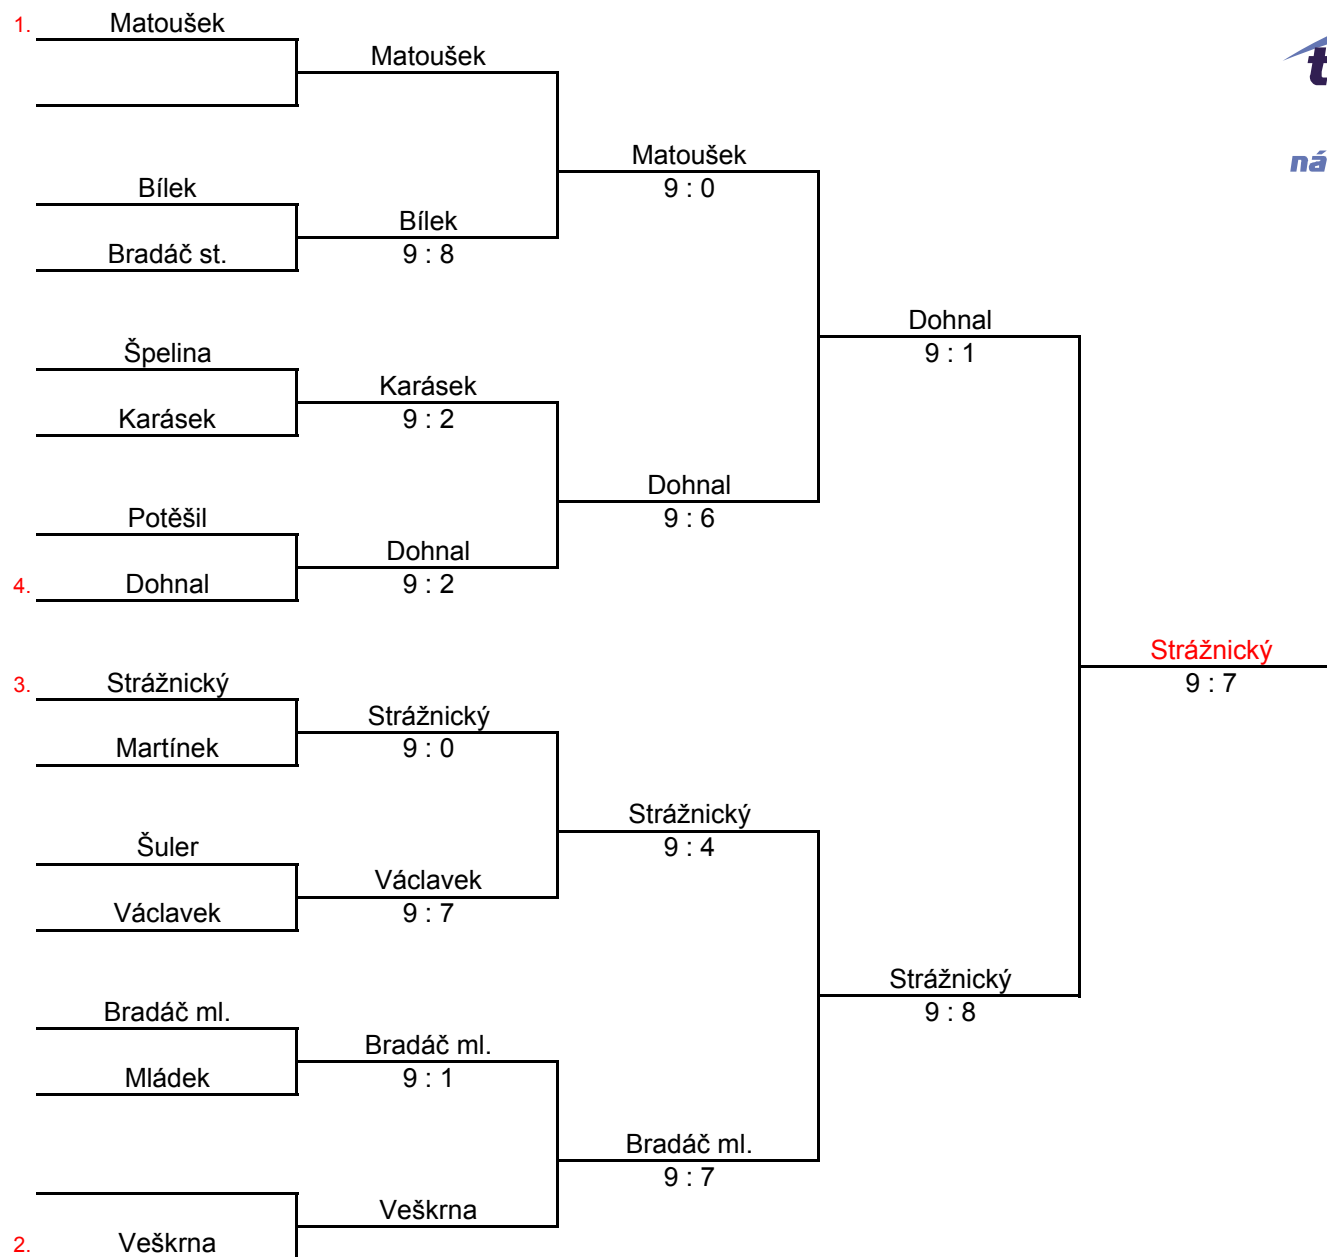 1. Matoušek
Matoušek
Matoušek
9 : 0
Bílek
Bílek
9 : 8
Bradáč st.
Dohnal
9 : 1
Špelina
Karásek
9 : 2
Karásek
Dohnal
9 : 6
Potěšil
Dohnal
9 : 2
4. Dohnal
Strážnický
9 : 7
3. Strážnický
Strážnický
9 : 0
Martínek
Strážnický
9 : 4
Šuler
Václavek
9 : 7
Václavek
Strážnický
9 : 8
Bradáč ml.
Bradáč ml.
9 : 1
Mládek
Bradáč ml.
9 : 7
Veškrna
2. Veškrna